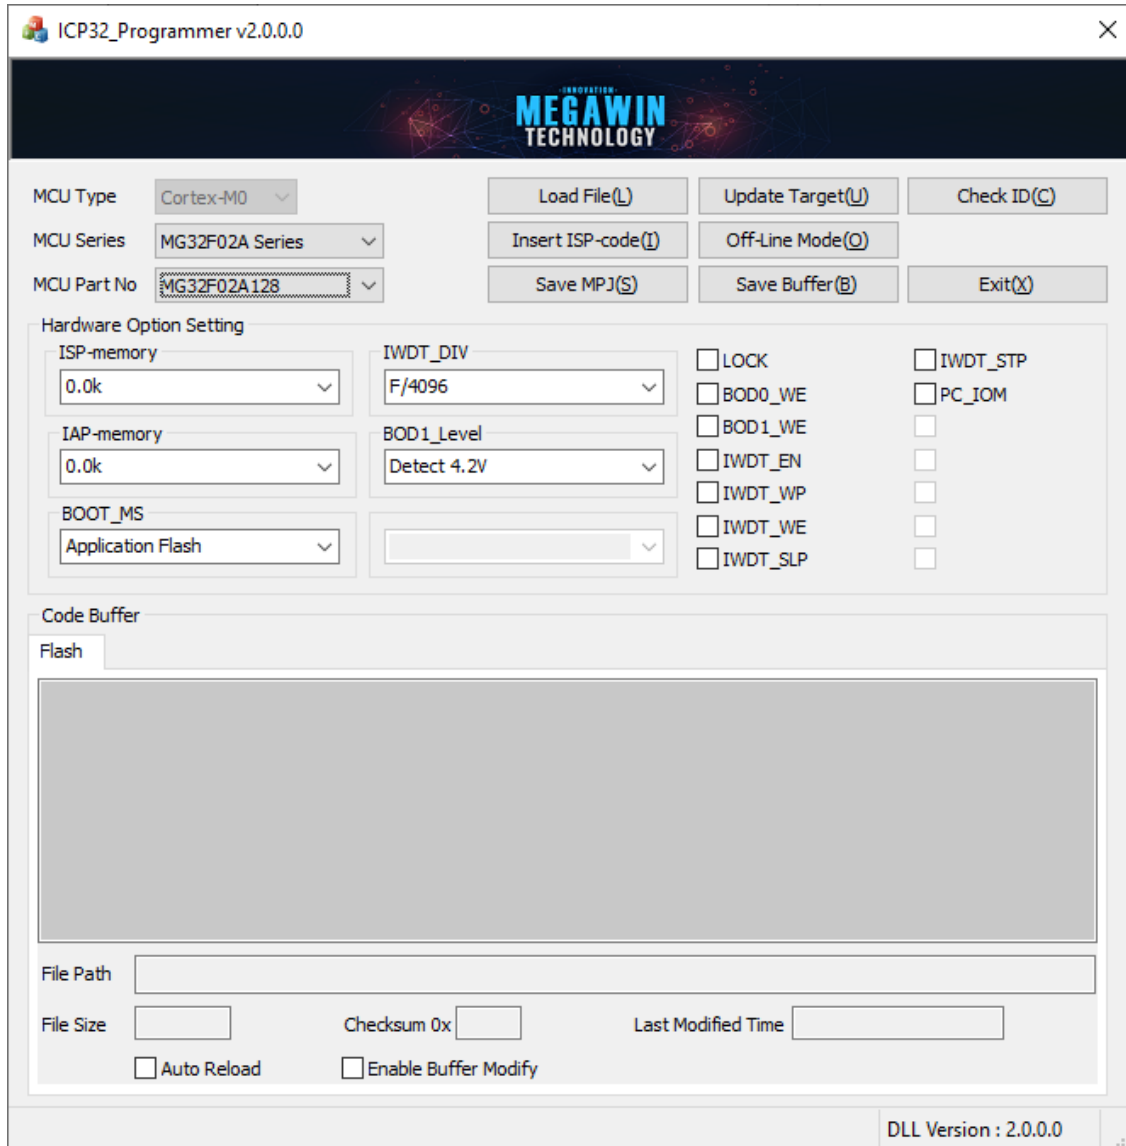 ICP32_Programmer v2.0.0.0
-INNOVATION-
MEGAWIN
TECHNOLOGY
MCU Type Cortex-M0 Load File(L) Update Target(U) Check ID(C)
MCU Series MG32F02A Series Insert ISP-code(I) Off-Line Mode(O)
MCU Part No MG32F02A128 Save MPJ(S) Save Buffer(B) Exit(X)
Hardware Option Setting
ISP-memory IWDT_DIV LOCK IWDT_STP
0.0k F/4096 BOD0_WE PC_IOM
IAP-memory BOD1_Level BOD1_WE
0.0k Detect 4.2V IWDT_EN
IWDT_WP
BOOT_MS IWDT_WE
Application Flash IWDT_SLP
Code Buffer
Flash
File Path
File Size Checksum 0x Last Modified Time
Auto Reload Enable Buffer Modify
DLL Version : 2.0.0.0